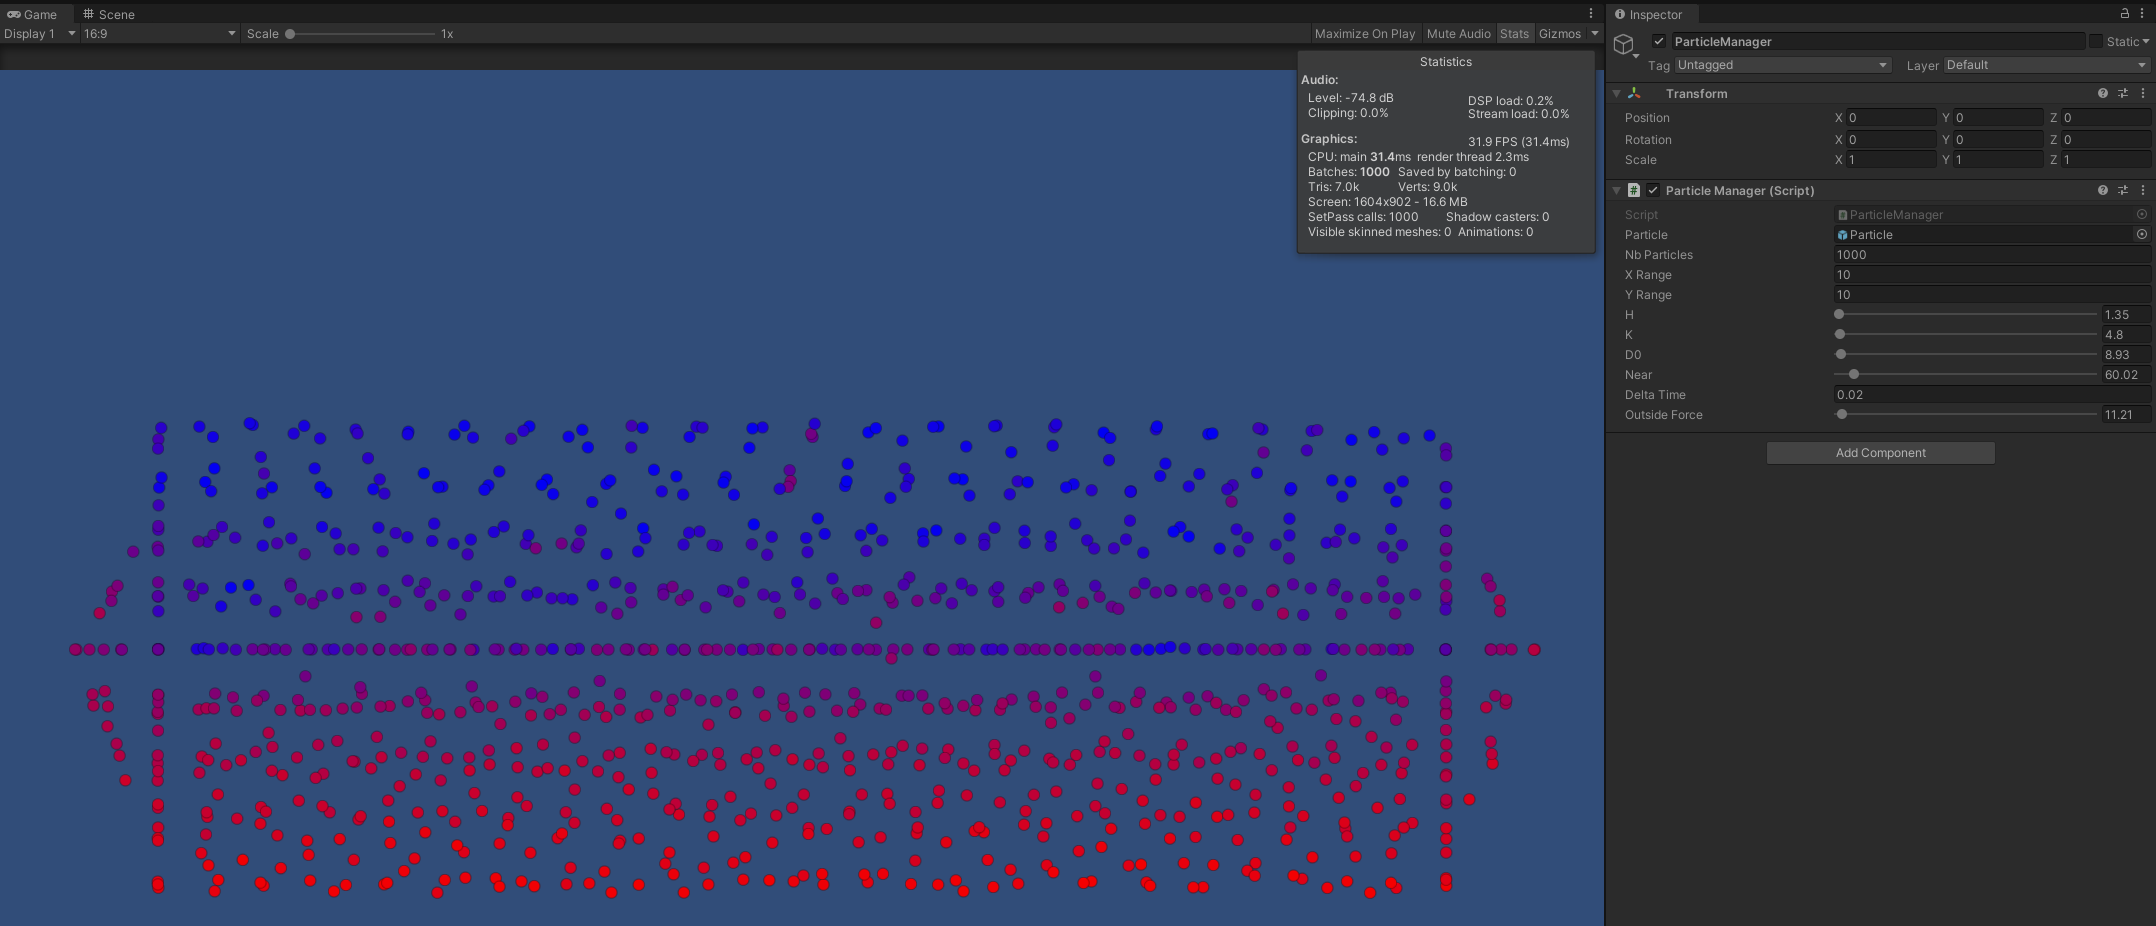 Game Scene
Display 1 16:9 Scale 1x Maximize On Play Mute Audio Stats Gizmos
Statistics
Audio:
Level: -74.8 dB DSP load: 0.2%
Clipping: 0.0% Stream load: 0.0%
Graphics: 31.9 FPS (31.4ms)
CPU: main 31.4ms render thread 2.3ms
Batches: 1000 Saved by batching: 0
Tris: 7.0k Verts: 9.0k
Screen: 1604x902 - 16.6 MB
SetPass calls: 1000 Shadow casters: 0
Visible skinned meshes: 0 Animations: 0
Inspector
ParticleManager Static
Tag Untagged Layer Default
Transform
Position X 0 Y 0 Z 0
Rotation X 0 Y 0 Z 0
Scale X 1 Y 1 Z 1
# Particle Manager (Script)
Script ParticleManager
Particle Particle
Nb Particles 1000
X Range 10
Y Range 10
H 1.35
K 4.8
D0 8.93
Near 60.02
Delta Time 0.02
Outside Force 11.21
Add Component